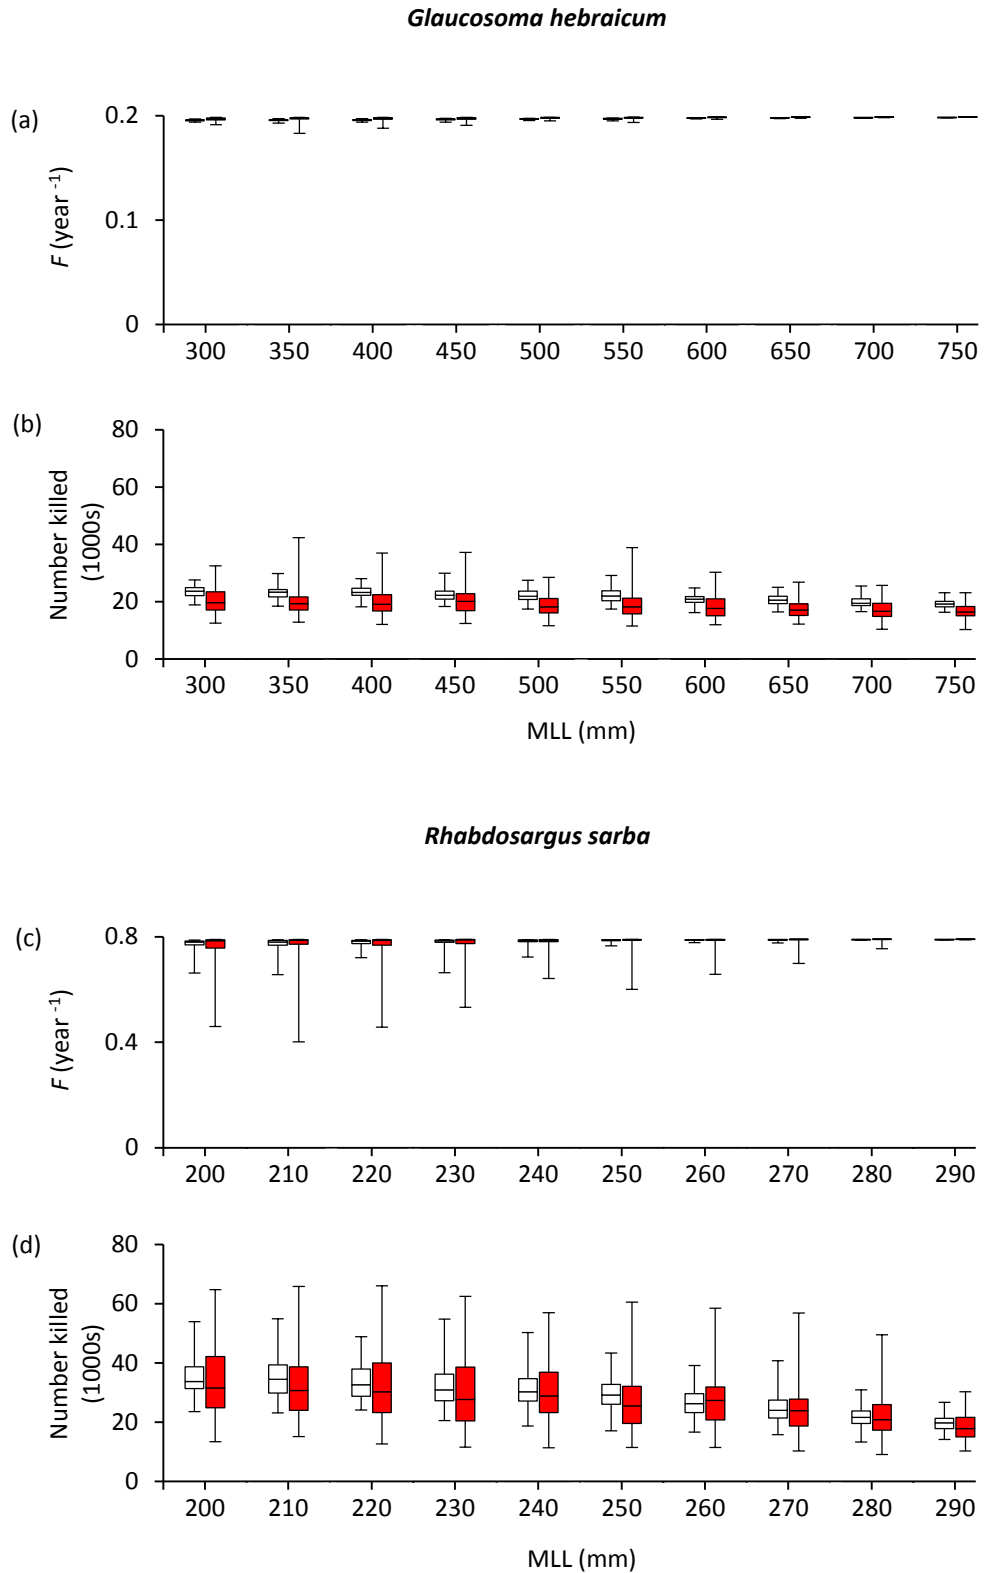 Glaucosoma hebraicum
(a)
F (year -1)
0.2
0.1
0
300 350 400 450 500 550 600 650 700 750
(b)
Number killed
(1000s)
80
60
40
20
0
300 350 400 450 500 550 600 650 700 750
MLL (mm)
Rhabdosargus sarba
(c)
F (year -1)
0.8
0.4
0
200 210 220 230 240 250 260 270 280 290
(d)
Number killed
(1000s)
80
60
40
20
0
200 210 220 230 240 250 260 270 280 290
MLL (mm)